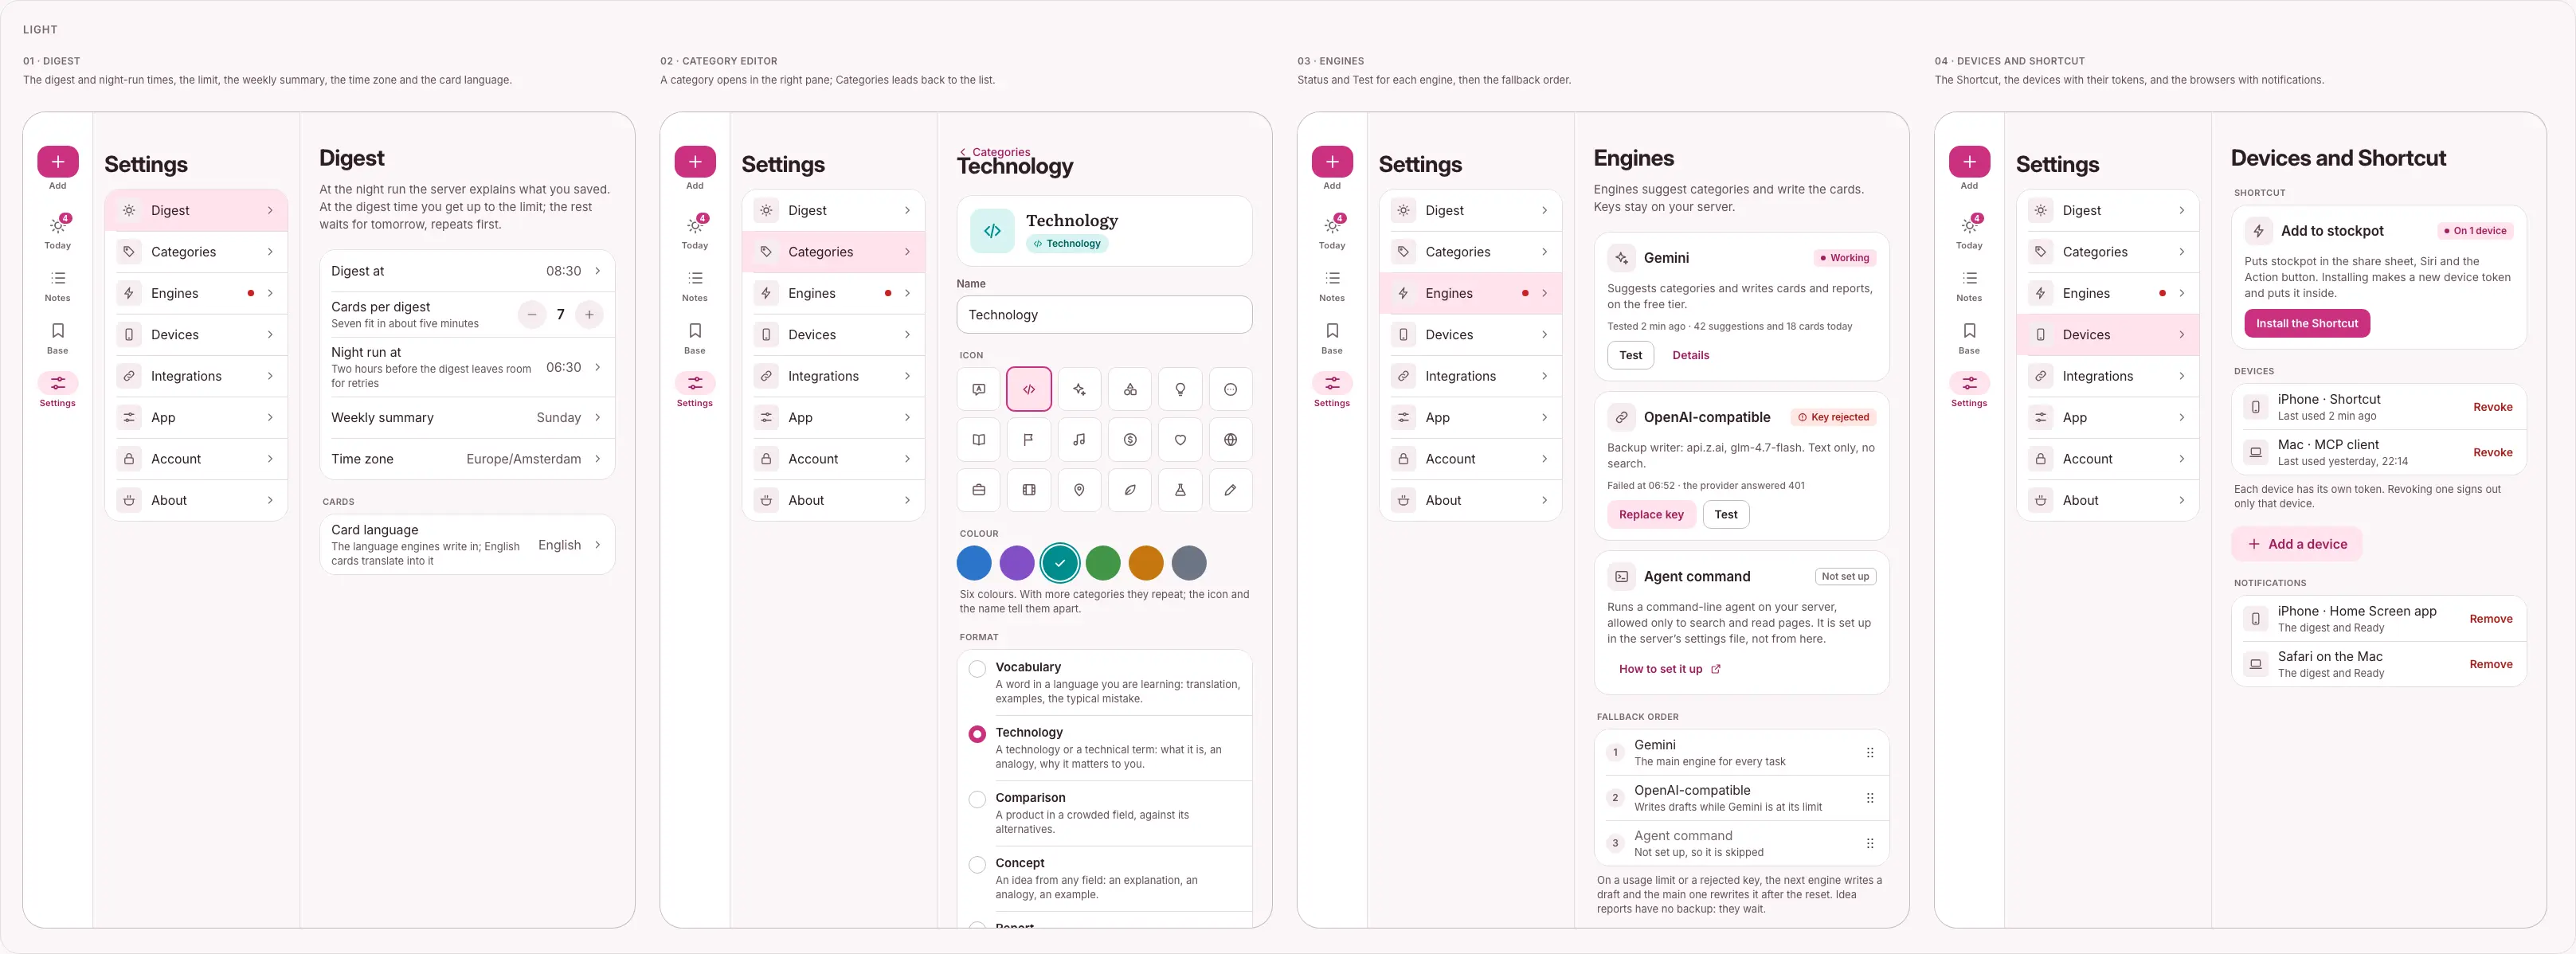 LIGHT
01 · DIGEST
The digest and night-run times, the limit, the weekly summary, the time zone and the card language.
Add
4
Today
Notes
Base
Settings
Settings
Digest
Categories
Engines
Devices
Integrations
App
Account
About
Digest
At the night run the server explains what you saved.
At the digest time you get up to the limit; the rest
waits for tomorrow, repeats first.
Digest at
08:30
Cards per digest
Seven fit in about five minutes
7
Night run at
Two hours before the digest leaves room
for retries
06:30
Weekly summary
Sunday
Time zone
Europe/Amsterdam
CARDS
Card language
The language engines write in; English
cards translate into it
English
02 · CATEGORY EDITOR
A category opens in the right pane; Categories leads back to the list.
Add
4
Today
Notes
Base
Settings
Settings
Digest
Categories
Engines
Devices
Integrations
App
Account
About
Categories
Technology
Technology
Technology
Name
Technology
ICON
COLOUR
Six colours. With more categories they repeat; the icon and
the name tell them apart.
FORMAT
Vocabulary
A word in a language you are learning: translation,
examples, the typical mistake.
Technology
A technology or a technical term: what it is, an
analogy, why it matters to you.
Comparison
A product in a crowded field, against its
alternatives.
Concept
An idea from any field: an explanation, an
analogy, an example.
Report
03 · ENGINES
Status and Test for each engine, then the fallback order.
Add
4
Today
Notes
Base
Settings
Settings
Digest
Categories
Engines
Devices
Integrations
App
Account
About
Engines
Engines suggest categories and write the cards.
Keys stay on your server.
Gemini
Working
Suggests categories and writes cards and reports,
on the free tier.
Tested 2 min ago · 42 suggestions and 18 cards today
Test
Details
OpenAI-compatible
Key rejected
Backup writer: api.z.ai, glm-4.7-flash. Text only, no
search.
Failed at 06:52 · the provider answered 401
Replace key
Test
Agent command
Not set up
Runs a command-line agent on your server,
allowed only to search and read pages. It is set up
in the server's settings file, not from here.
How to set it up
FALLBACK ORDER
1
Gemini
The main engine for every task
2
OpenAI-compatible
Writes drafts while Gemini is at its limit
3
Agent command
Not set up, so it is skipped
On a usage limit or a rejected key, the next engine writes a
draft and the main one rewrites it after the reset. Idea
reports have no backup: they wait.
04 · DEVICES AND SHORTCUT
The Shortcut, the devices with their tokens, and the browsers with notifications.
Add
4
Today
Notes
Base
Settings
Settings
Digest
Categories
Engines
Devices
Integrations
App
Account
About
Devices and Shortcut
SHORTCUT
Add to stockpot
On 1 device
Puts stockpot in the share sheet, Siri and the
Action button. Installing makes a new device token
and puts it inside.
Install the Shortcut
DEVICES
iPhone · Shortcut
Last used 2 min ago
Revoke
Mac · MCP client
Last used yesterday, 22:14
Revoke
Each device has its own token. Revoking one signs out
only that device.
Add a device
NOTIFICATIONS
iPhone · Home Screen app
The digest and Ready
Remove
Safari on the Mac
The digest and Ready
Remove